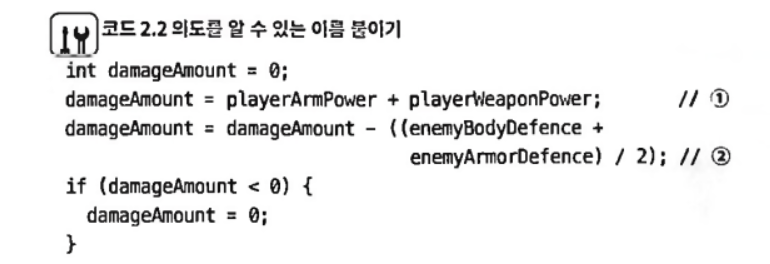 코드 2.2 의도를 알 수 있는 이름 붙이기
int damageAmount = 0;
damageAmount = playerArmPower + playerWeaponPower; // ①
damageAmount = damageAmount - ((enemyBodyDefence +
enemyArmorDefence) / 2); // ②
if (damageAmount < 0) {
damageAmount = 0;
}